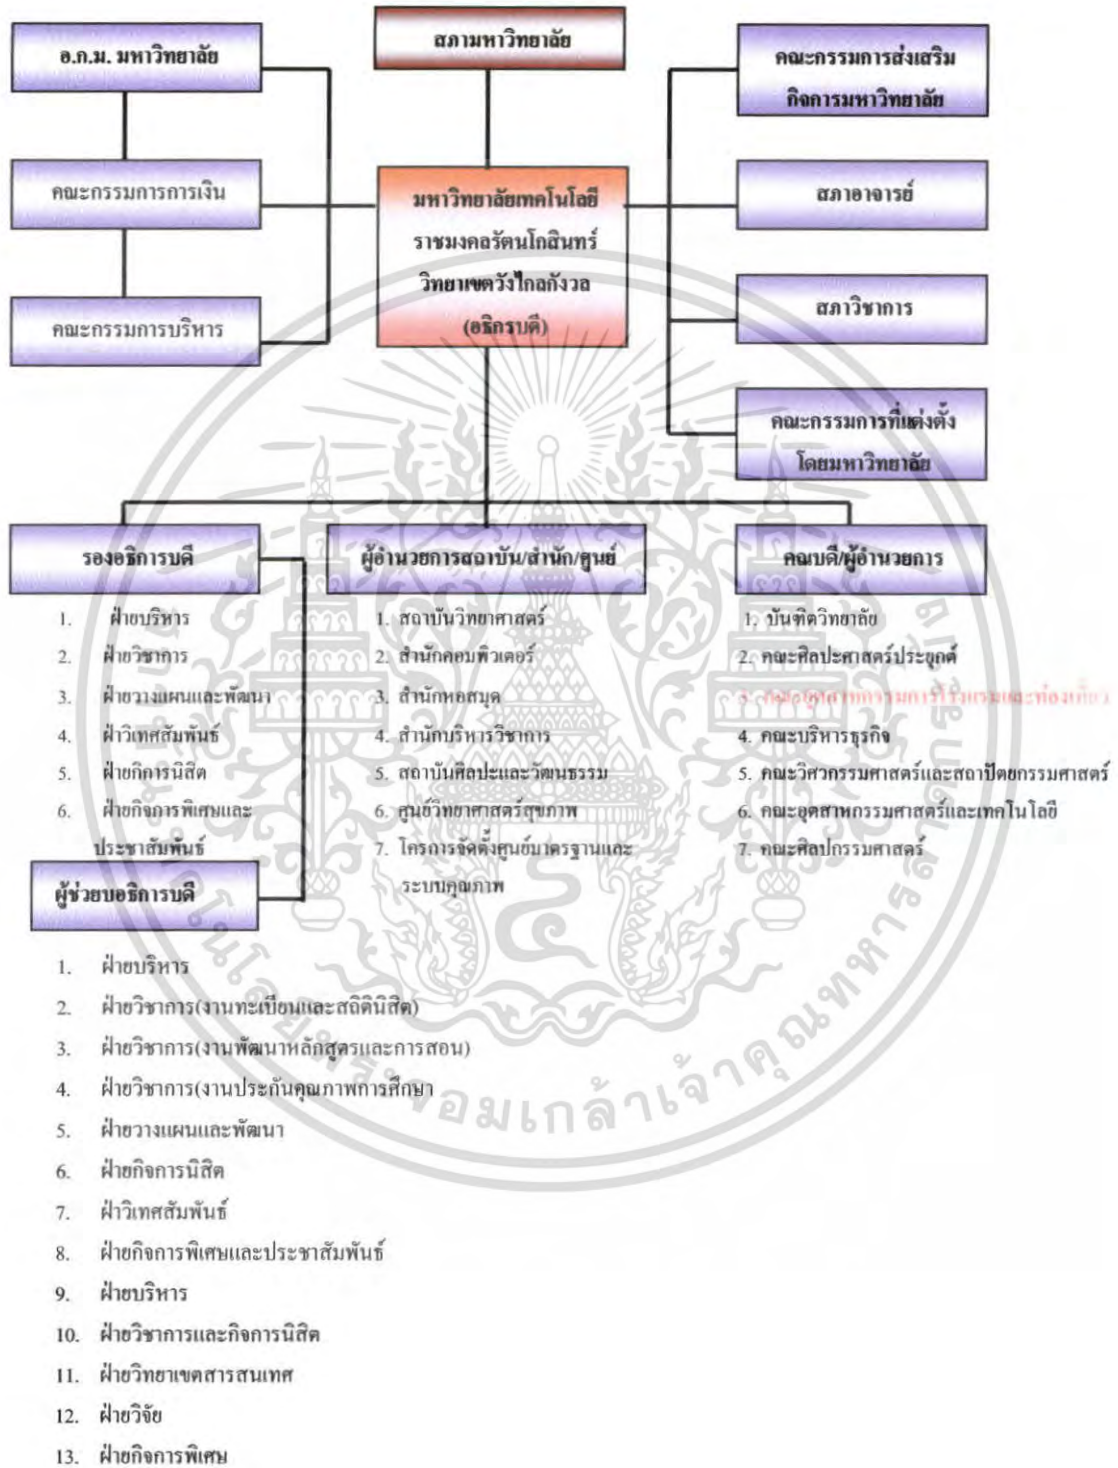 สภามหาวิทยาลัย
อ.ก.ม. มหาวิทยาลัย
คณะกรรมการส่งเสริม
กิจการมหาวิทยาลัย
คณะกรรมการการเงิน
มหาวิทยาลัยเทคโนโลยี
ราชมงคลรัตนโกสินทร์
วิทยาเขตวังไกลกังวล
(อธิกรบดี)
สภาอาจารย์
คณะกรรมการบริหาร
สภาวิชาการ
คณะกรรมการที่แต่งตั้ง
โดยมหาวิทยาลัย
รองอธิการบดี
1. ฝ่ายบริหาร
2. ฝ่ายวิชาการ
3. ฝ่ายวางแผนและพัฒนา
4. ฝ่าวิเทศสัมพันธ์
5. ฝ่ายกิการนิสิต
6. ฝ่ายกิจการพิเศษและ
ประชาสัมพันธ์
ผู้อำนวยการสถาบัน/สำนัก/ศูนย์
1. สถาบันวิทยาศาสตร์
2. สำนักคอมพิวเตอร์
3. สำนักหอสมุด
4. สำนักบริหารวิชาการ
5. สถาบันศิลปะและวัฒนธรรม
6. ศูนย์วิทยาศาสตร์สุขภาพ
7. โครการจัดตั้งศูนย์มาตรฐานและ
ระบบคุณภาพ
คณบดี/ผู้อำนวยการ
1. บันฑิตวิทยาลัย
2. คณะศิลปะศาสตร์ประยุกต์
3. คณะอุตสาหกรรมการโรงแรมและท่องเที่ยว
4. คณะบริหารธุรกิจ
5. คณะวิศวกรรมศาสตร์และสถาปัตยกรรมศาสตร์
6. คณะอุตสาหกรรมศาสตร์และเทคโนโลยี
7. คณะศิลปกรรมศาสตร์
ผู้ช่วยบอธิการบดี
1. ฝ่ายบริหาร
2. ฝ่ายวิชาการ(งานทะเบียนและสถิตินิสิต)
3. ฝ่ายวิชาการ(งานพัฒนาหลักสูตรและการสอน)
4. ฝ่ายวิชาการ(งานประกันคุณภาพการศึกษา
5. ฝ่ายวางแผนและพัฒนา
6. ฝ่ายกิจการนิสิต
7. ฝ่าวิเทศสัมพันธ์
8. ฝ่ายกิจการพิเศษและประชาสัมพันธ์
9. ฝ่ายบริหาร
10. ฝ่ายวิชาการและกิจการนิสิต
11. ฝ่ายวิทยาเขตสารสนเทศ
12. ฝ่ายวิจัย
13. ฝ่ายกิจการพิเศษ